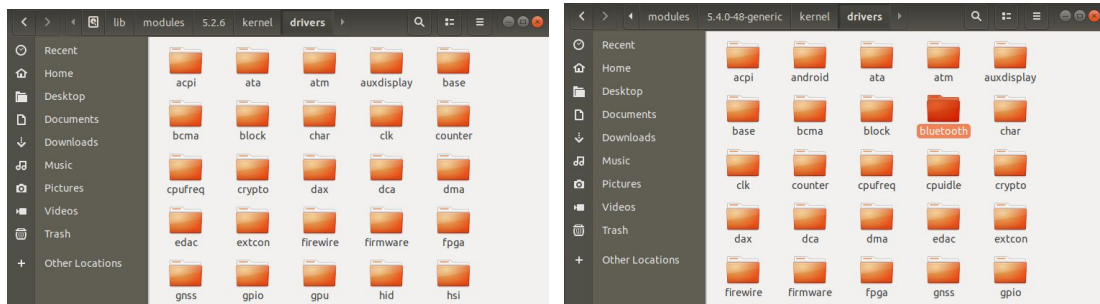 lib modules 5.2.6 kernel drivers
Recent
Home
Desktop
Documents
Downloads
Music
Pictures
Videos
Trash
Other Locations
acpi ata atm auxdisplay base
bcma block char clk counter
cpufreq crypto dax dca dma
edac extcon firewire firmware fpga
gnss gpio gpu hid hsi
modules 5.4.0-48-generic kernel drivers
Recent
Home
Desktop
Documents
Downloads
Music
Pictures
Videos
Trash
Other Locations
acpi android ata atm auxdisplay
base bcma block bluetooth char
clk counter cpufreq cpuidle crypto
dax dca dma edac extcon
firewire firmware fpga gnss gpio